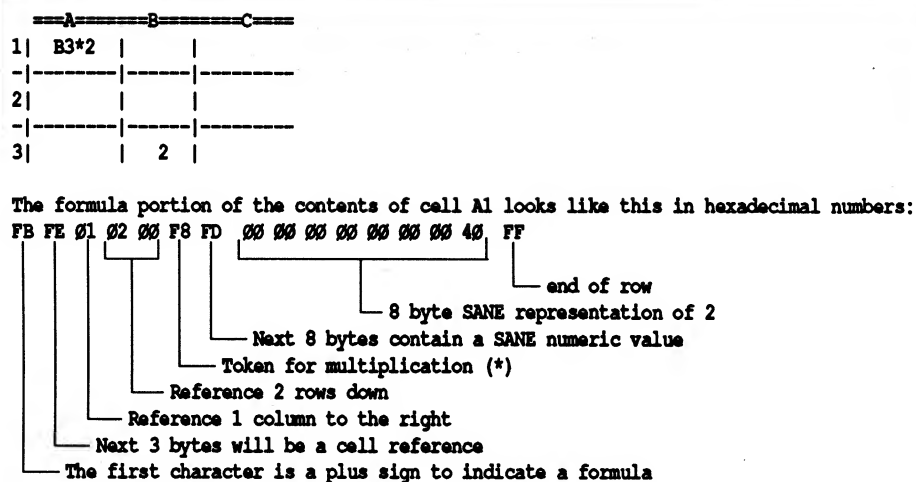 ===A=======B========C====
1|  B3*2  |      |
-|--------|------|---------
2|        |      |
-|--------|------|---------
3|        |  2   |
The formula portion of the contents of cell A1 looks like this in hexadecimal numbers:
FB FE Ø1 Ø2 ØØ F8 FD ØØ ØØ ØØ ØØ ØØ ØØ ØØ 4Ø FF
end of row
8 byte SANE representation of 2
Next 8 bytes contain a SANE numeric value
Token for multiplication (*)
Reference 2 rows down
Reference 1 column to the right
Next 3 bytes will be a cell reference
The first character is a plus sign to indicate a formula